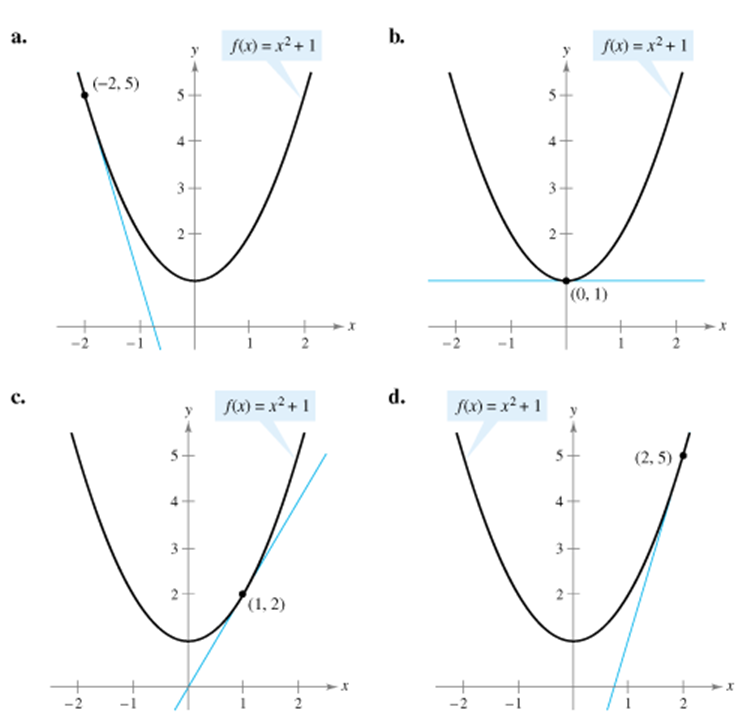 a.
y
f(x) = x² + 1
(−2, 5)
5
4
3
2
−2 −1 1 2 x
b.
y
f(x) = x² + 1
5
4
3
2
(0, 1)
−2 −1 1 2 x
c.
y
f(x) = x² + 1
5
4
3
2
(1, 2)
−2 −1 1 2 x
d.
f(x) = x² + 1
y
(2, 5)
5
4
3
2
−2 −1 1 2 x